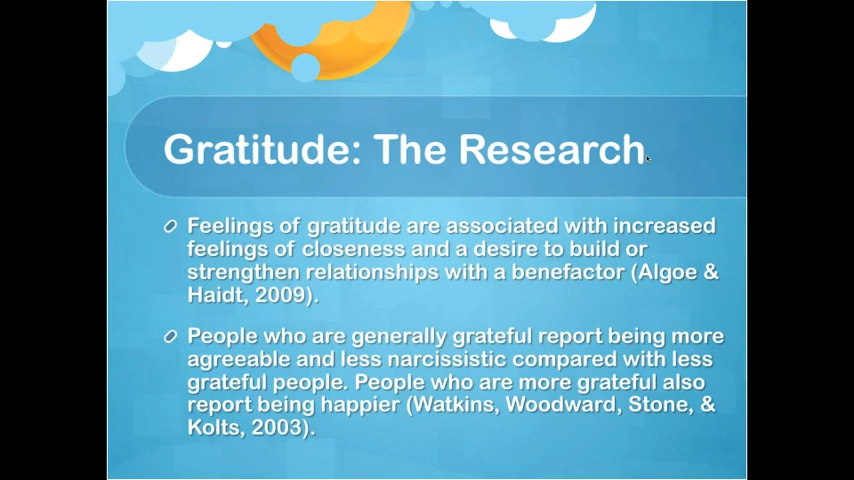 Gratitude: The Research
Feelings of gratitude are associated with increased
feelings of closeness and a desire to build or
strengthen relationships with a benefactor (Algoe &
Haidt, 2009).
People who are generally grateful report being more
agreeable and less narcissistic compared with less
grateful people. People who are more grateful also
report being happier (Watkins, Woodward, Stone, &
Kolts, 2003).